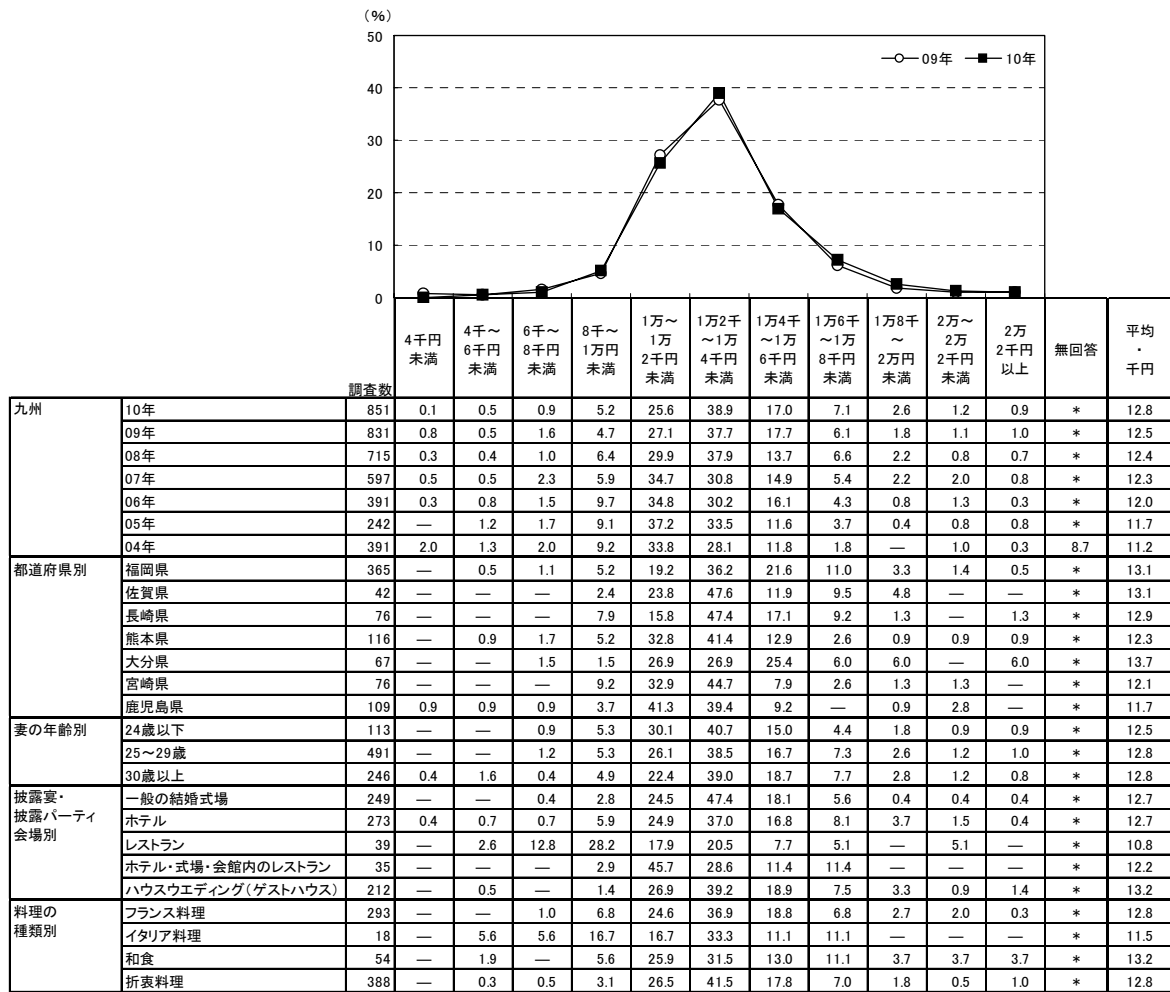 (%)
50
40
30
20
10
0
09年 10年
調査数 4千円未満 4千～6千円未満 6千～8千円未満 8千～1万円未満 1万～1万2千円未満 1万2千～1万4千円未満 1万4千～1万6千円未満 1万6千～1万8千円未満 1万8千～2万円未満 2万～2万2千円未満 2万2千円以上 無回答 平均・千円
九州 10年 851 0.1 0.5 0.9 5.2 25.6 38.9 17.0 7.1 2.6 1.2 0.9 * 12.8
09年 831 0.8 0.5 1.6 4.7 27.1 37.7 17.7 6.1 1.8 1.1 1.0 * 12.5
08年 715 0.3 0.4 1.0 6.4 29.9 37.9 13.7 6.6 2.2 0.8 0.7 * 12.4
07年 597 0.5 0.5 2.3 5.9 34.7 30.8 14.9 5.4 2.2 2.0 0.8 * 12.3
06年 391 0.3 0.8 1.5 9.7 34.8 30.2 16.1 4.3 0.8 1.3 0.3 * 12.0
05年 242 ― 1.2 1.7 9.1 37.2 33.5 11.6 3.7 0.4 0.8 0.8 * 11.7
04年 391 2.0 1.3 2.0 9.2 33.8 28.1 11.8 1.8 ― 1.0 0.3 8.7 11.2
都道府県別 福岡県 365 ― 0.5 1.1 5.2 19.2 36.2 21.6 11.0 3.3 1.4 0.5 * 13.1
佐賀県 42 ― ― ― 2.4 23.8 47.6 11.9 9.5 4.8 ― ― * 13.1
長崎県 76 ― ― ― 7.9 15.8 47.4 17.1 9.2 1.3 ― 1.3 * 12.9
熊本県 116 ― 0.9 1.7 5.2 32.8 41.4 12.9 2.6 0.9 0.9 0.9 * 12.3
大分県 67 ― ― 1.5 1.5 26.9 26.9 25.4 6.0 6.0 ― 6.0 * 13.7
宮崎県 76 ― ― ― 9.2 32.9 44.7 7.9 2.6 1.3 1.3 ― * 12.1
鹿児島県 109 0.9 0.9 0.9 3.7 41.3 39.4 9.2 ― 0.9 2.8 ― * 11.7
妻の年齢別 24歳以下 113 ― ― 0.9 5.3 30.1 40.7 15.0 4.4 1.8 0.9 0.9 * 12.5
25～29歳 491 ― ― 1.2 5.3 26.1 38.5 16.7 7.3 2.6 1.2 1.0 * 12.8
30歳以上 246 0.4 1.6 0.4 4.9 22.4 39.0 18.7 7.7 2.8 1.2 0.8 * 12.8
披露宴・披露パーティ会場別 一般の結婚式場 249 ― ― 0.4 2.8 24.5 47.4 18.1 5.6 0.4 0.4 0.4 * 12.7
ホテル 273 0.4 0.7 0.7 5.9 24.9 37.0 16.8 8.1 3.7 1.5 0.4 * 12.7
レストラン 39 ― 2.6 12.8 28.2 17.9 20.5 7.7 5.1 ― 5.1 ― * 10.8
ホテル・式場・会館内のレストラン 35 ― ― ― 2.9 45.7 28.6 11.4 11.4 ― ― ― * 12.2
ハウスウエディング(ゲストハウス) 212 ― 0.5 ― 1.4 26.9 39.2 18.9 7.5 3.3 0.9 1.4 * 13.2
料理の種類別 フランス料理 293 ― ― 1.0 6.8 24.6 36.9 18.8 6.8 2.7 2.0 0.3 * 12.8
イタリア料理 18 ― 5.6 5.6 16.7 16.7 33.3 11.1 11.1 ― ― ― * 11.5
和食 54 ― 1.9 ― 5.6 25.9 31.5 13.0 11.1 3.7 3.7 3.7 * 13.2
折衷料理 388 ― 0.3 0.5 3.1 26.5 41.5 17.8 7.0 1.8 0.5 1.0 * 12.8